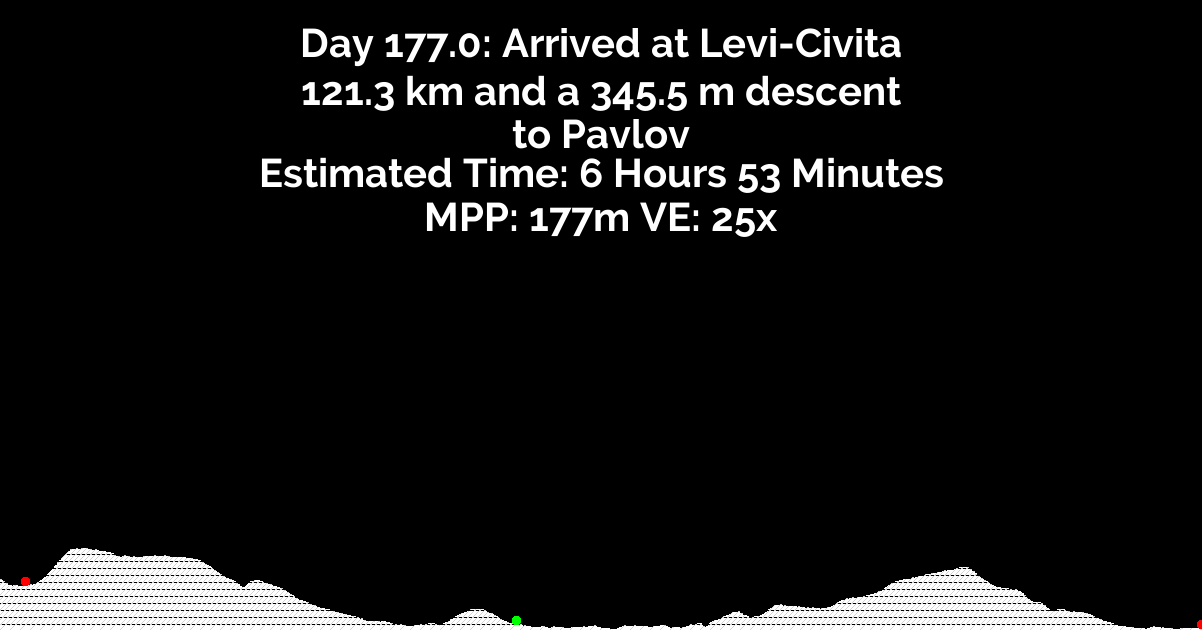 Day 177.0: Arrived at Levi-Civita
121.3 km and a 345.5 m descent
to Pavlov
Estimated Time: 6 Hours 53 Minutes
MPP: 177m VE: 25x